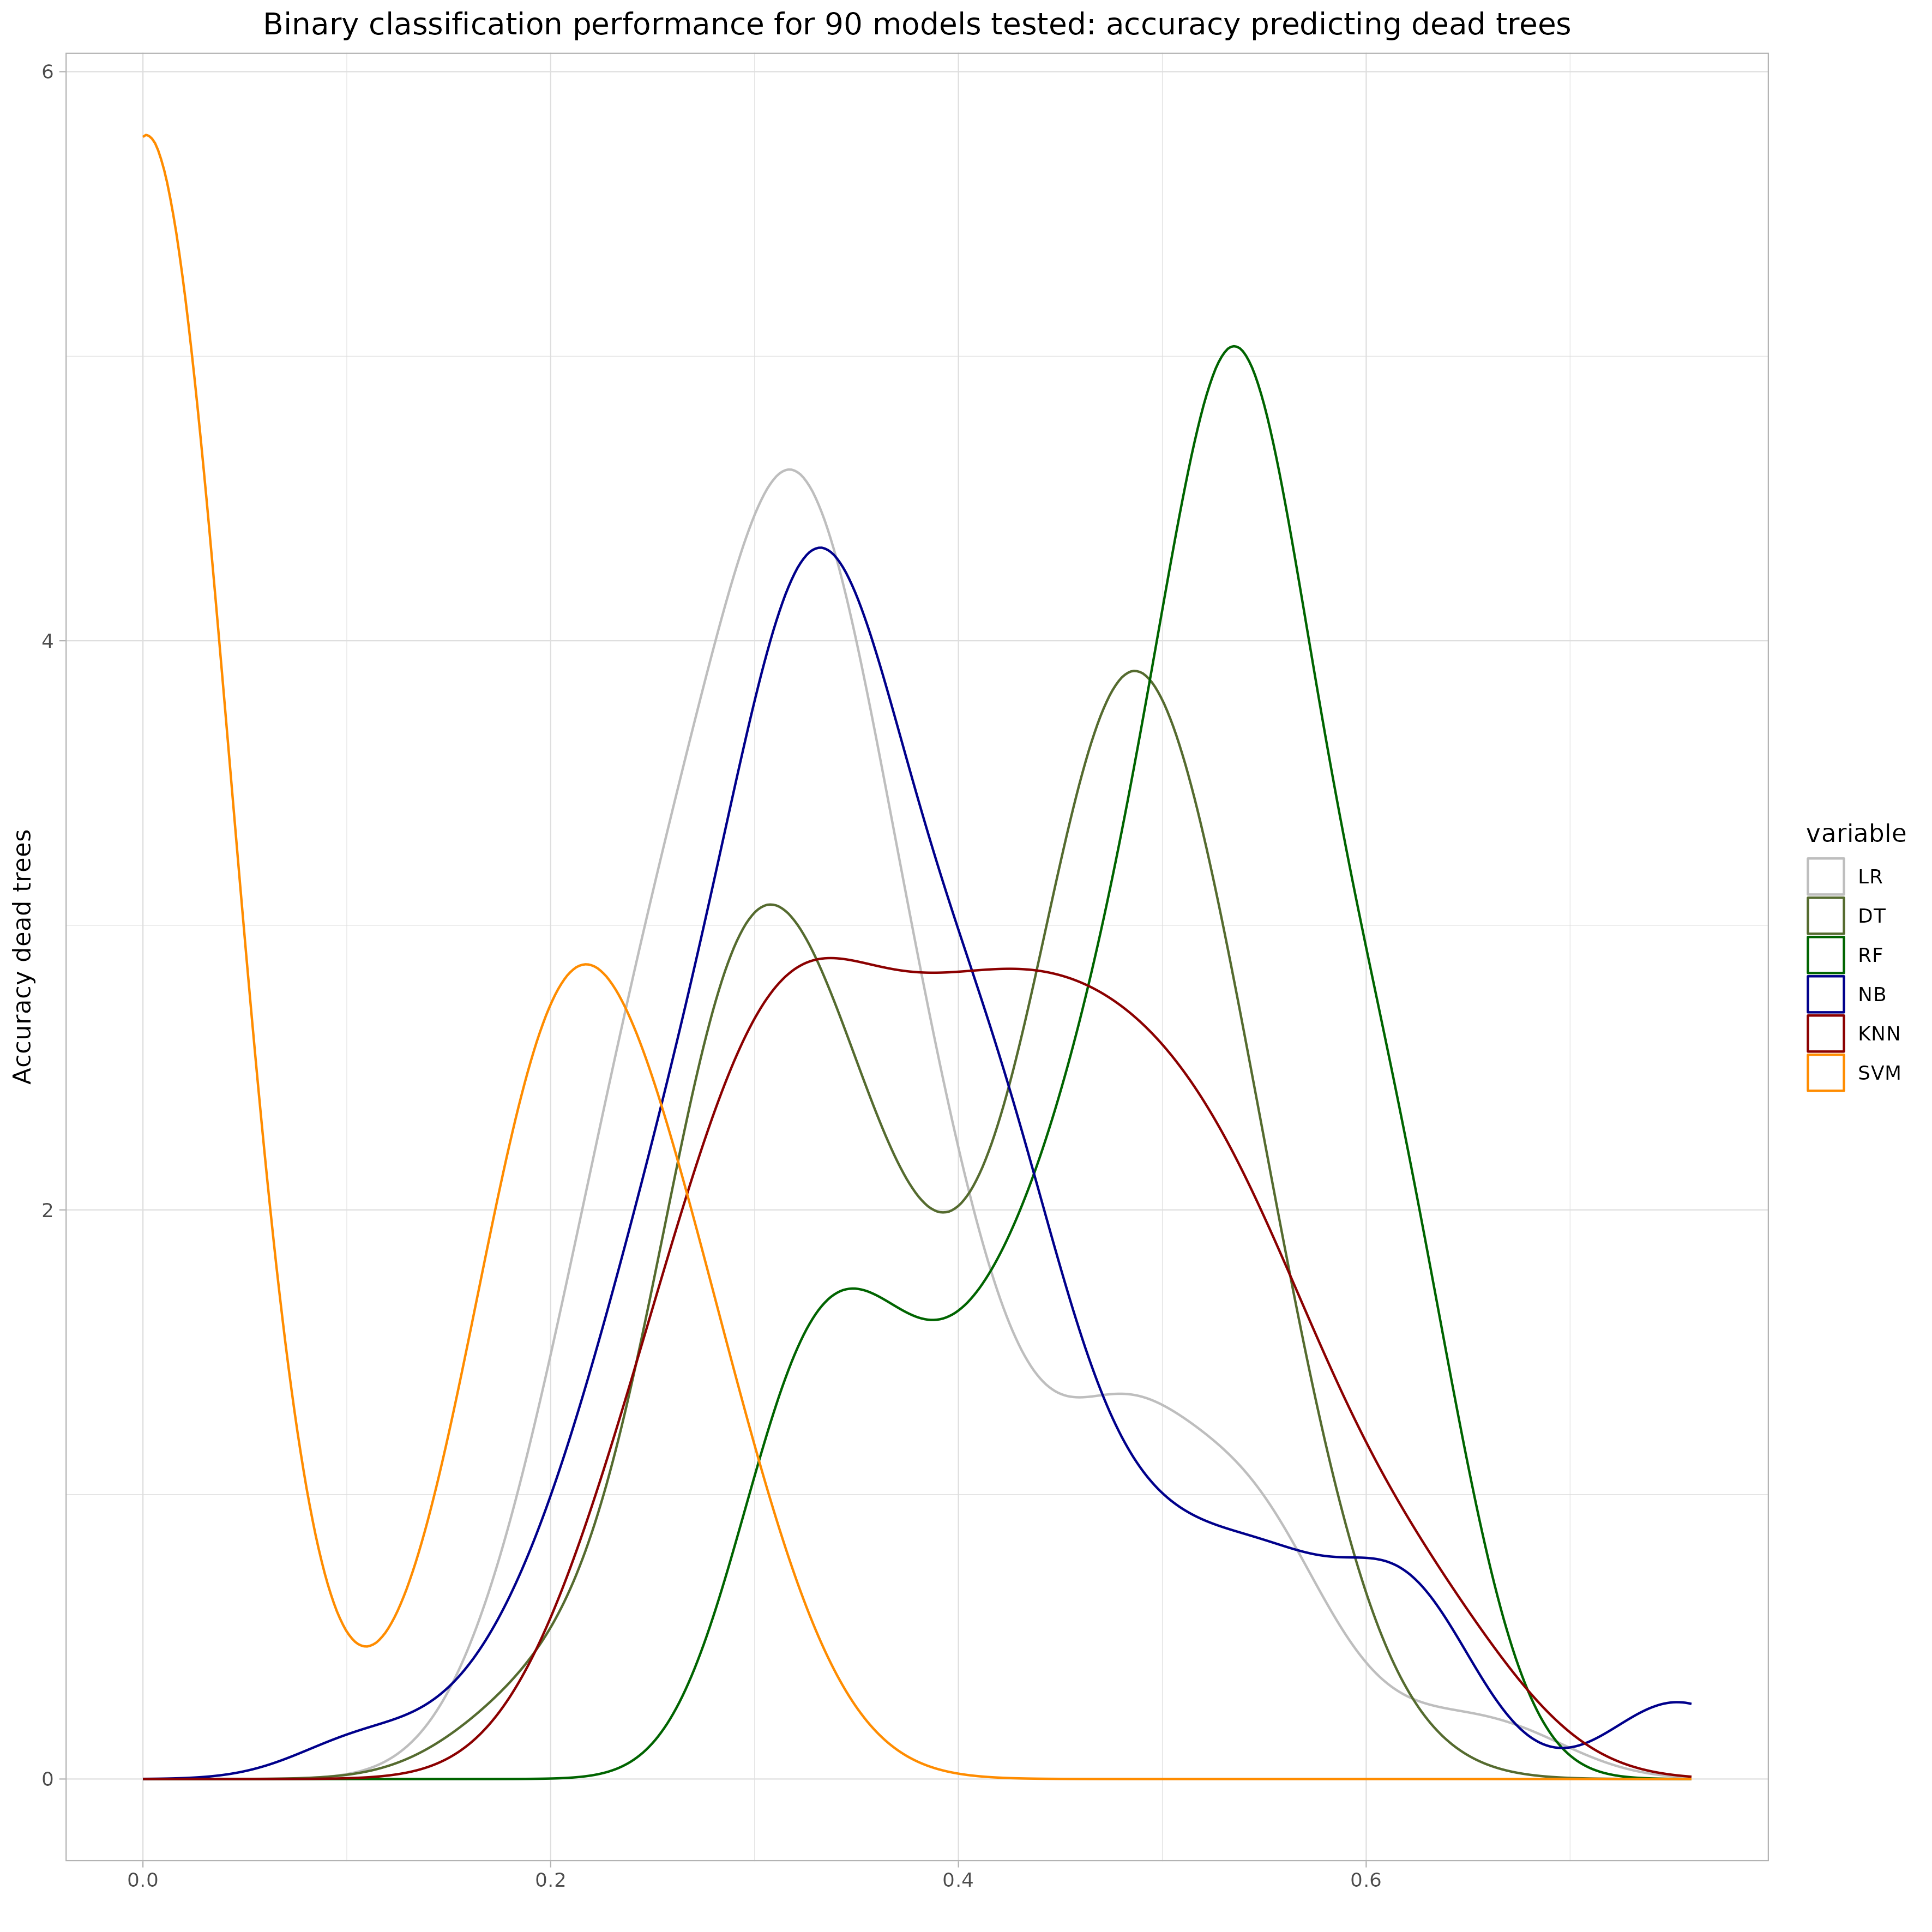 Binary classification performance for 90 models tested: accuracy predicting dead trees
6
4
2
0
Accuracy dead trees
0.0
0.2
0.4
0.6
variable
LR
DT
RF
NB
KNN
SVM